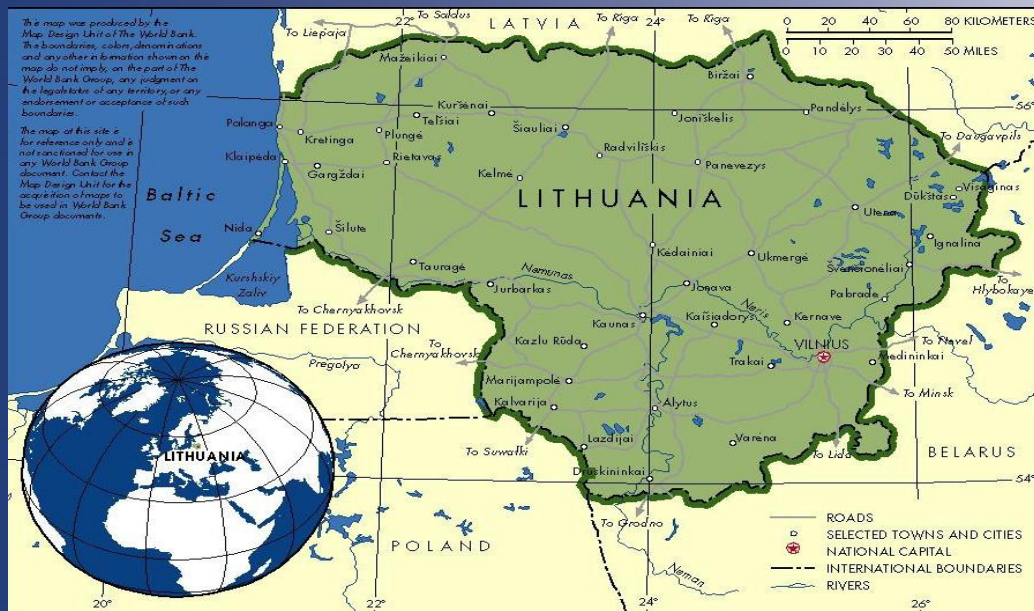 This map was produced by the
Map Design Unit of The World Bank.
The boundaries, colors, denominations
and any other information shown on this
map do not imply, on the part of The
World Bank Group, any judgment on
the legal status of any territory, or any
endorsement or acceptance of such
boundaries.
The map at this site is
for reference only and is
not sanctioned for use in
any World Bank Group
document. Contact the
Map Design Unit for the
acquisition of maps to
be used in World Bank
Group documents.
22°
To Saldus
LATVIA
To Riga
24°
To Riga
0 20 40 60 80 KILOMETERS
0 10 20 30 40 50 MILES
To Liepaja
Mažeikiai
Biržai
Kuršėnai
Telšiai
Joniškelis
Pandėlys
56°
Palanga
Kretinga
Plungė
Šiauliai
To Daugavpils
Klaipėda
Rietavas
Radviliškis
Panevezys
Gargždai
Kelmė
Visaginas
Dūkštas
Baltic
Sea
LITHUANIA
Utena
Nida
Šilute
Ignalina
Kėdainiai
Ukmergė
Švencionėliai
Tauragė
Nemunas
Kurshskiy
Zaliv
Jurbarkas
Jonava
To
Hlybokaye
Pabradė
To Chernyakhovsk
Neris
RUSSIAN FEDERATION
Kaunas
Kaišiadorys
Kernave
To
Chernyakhovsk
Kazlu Rūda
VILNIUS
To Nevel
Pregolya
Trakai
Medininkai
Marijampolė
To Minsk
Kalvarija
Alytus
Lazdijai
Varėna
To Suwałki
To Lida
BELARUS
LITHUANIA
Druskininkai
54°
To Grodno
POLAND
ROADS
SELECTED TOWNS AND CITIES
NATIONAL CAPITAL
INTERNATIONAL BOUNDARIES
RIVERS
Neman
20°
22°
24°
26°